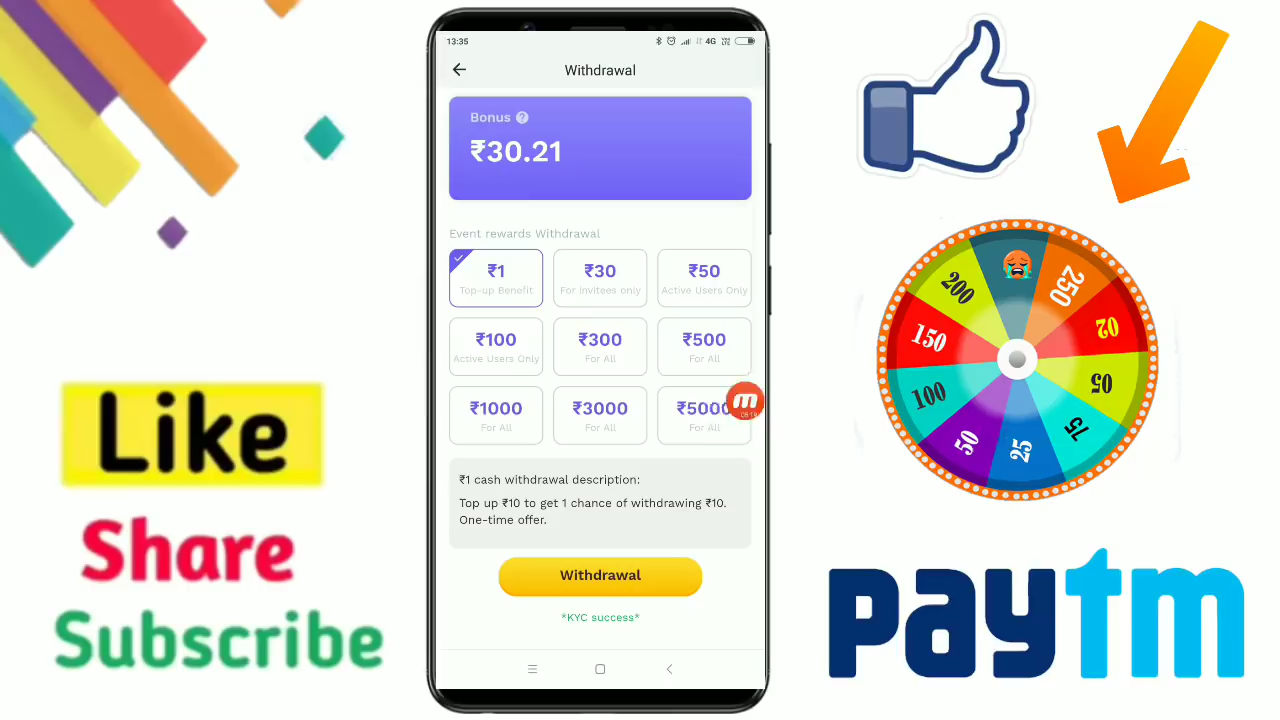 13:35
4G
Withdrawal
Bonus ?
₹30.21
Event rewards Withdrawal
₹1
Top-up Benefit
₹30
For invitees only
₹50
Active Users Only
₹100
Active Users Only
₹300
For All
₹500
For All
₹1000
For All
₹3000
For All
₹5000
For All
₹1 cash withdrawal description:
Top up ₹10 to get 1 chance of withdrawing ₹10.
One-time offer.
Withdrawal
*KYC success*
Like
Share
Subscribe
250
02
05
75
25
50
100
150
200
paytm